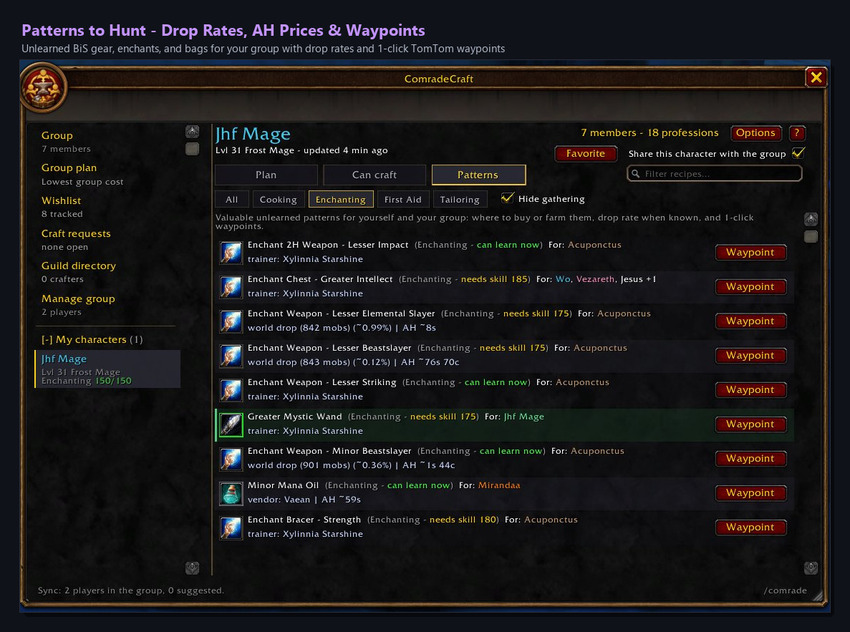 Patterns to Hunt - Drop Rates, AH Prices & Waypoints
Unlearned BiS gear, enchants, and bags for your group with drop rates and 1-click TomTom waypoints
ComradeCraft
Group
7 members
Group plan
Lowest group cost
Wishlist
8 tracked
Craft requests
none open
Guild directory
0 crafters
Manage group
2 players
[-] My characters (1)
Jhf Mage
Lvl 31 Frost Mage
Enchanting 150/150
Jhf Mage
Lvl 31 Frost Mage - updated 4 min ago
7 members - 18 professions
Options
?
Favorite
Share this character with the group
Plan
Can craft
Patterns
Filter recipes...
All
Cooking
Enchanting
First Aid
Tailoring
Hide gathering
Valuable unlearned patterns for yourself and your group: where to buy or farm them, drop rate when known, and 1-click
waypoints.
Enchant 2H Weapon - Lesser Impact (Enchanting - can learn now) For: Acuponctus
trainer: Xylinnia Starshine
Waypoint
Enchant Chest - Greater Intellect (Enchanting - needs skill 185) For: Wo, Vezareth, Jesus +1
trainer: Xylinnia Starshine
Waypoint
Enchant Weapon - Lesser Elemental Slayer (Enchanting - needs skill 175) For: Acuponctus
world drop (842 mobs) (~0.99%) | AH ~8s
Waypoint
Enchant Weapon - Lesser Beastslayer (Enchanting - needs skill 175) For: Acuponctus
world drop (843 mobs) (~0.12%) | AH ~76s 70c
Waypoint
Enchant Weapon - Lesser Striking (Enchanting - can learn now) For: Acuponctus
trainer: Xylinnia Starshine
Waypoint
Greater Mystic Wand (Enchanting - needs skill 175) For: Jhf Mage
trainer: Xylinnia Starshine
Waypoint
Enchant Weapon - Minor Beastslayer (Enchanting - can learn now) For: Acuponctus
world drop (901 mobs) (~0.36%) | AH ~1s 44c
Waypoint
Minor Mana Oil (Enchanting - can learn now) For: Mirandaa
vendor: Vaean | AH ~59s
Waypoint
Enchant Bracer - Strength (Enchanting - needs skill 180) For: Acuponctus
trainer: Xylinnia Starshine
Waypoint
Sync: 2 players in the group, 0 suggested.
/comrade